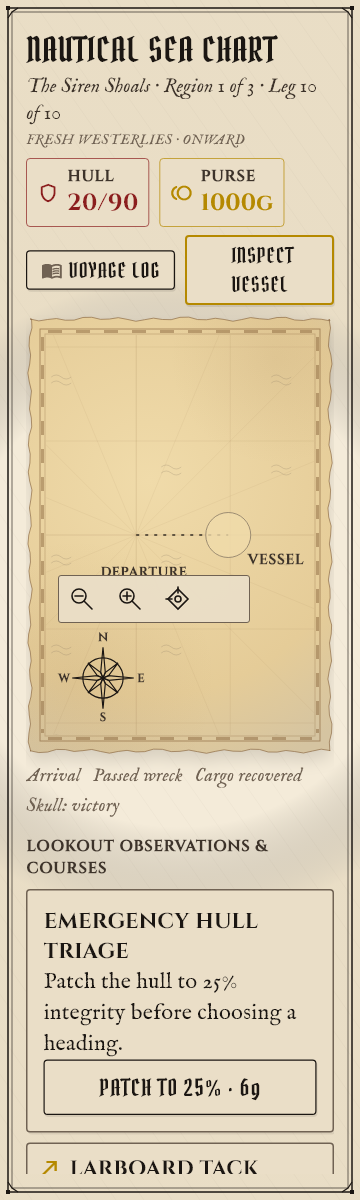 NAUTICAL SEA CHART
The Siren Shoals · Region 1 of 3 · Leg 10
of 10
FRESH WESTERLIES · ONWARD
HULL
20/90
PURSE
1000G
VOYAGE LOG
INSPECT
VESSEL
VESSEL
DEPARTURE
N
W
E
S
Arrival Passed wreck Cargo recovered
Skull: victory
LOOKOUT OBSERVATIONS &
COURSES
EMERGENCY HULL
TRIAGE
Patch the hull to 25%
integrity before choosing a
heading.
PATCH TO 25% · 6g
LARBOARD TACK